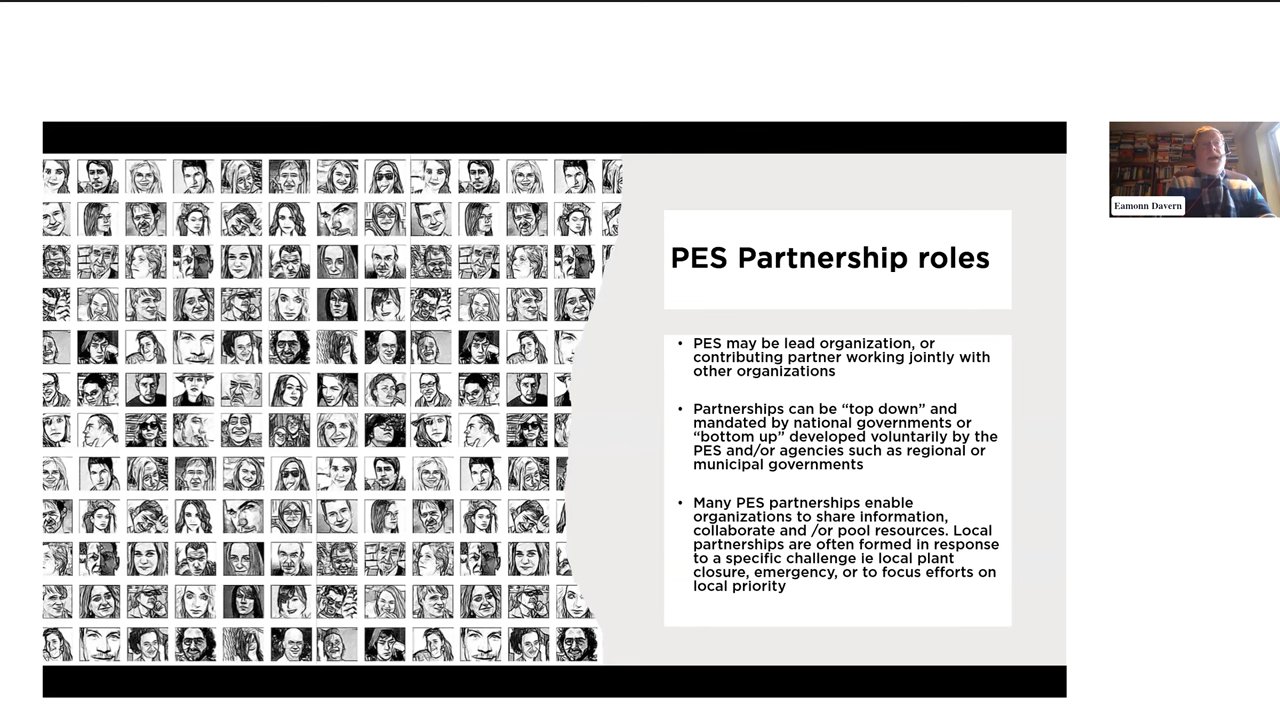 PES Partnership roles
• PES may be lead organization, or
contributing partner working jointly with
other organizations
• Partnerships can be “top down” and
mandated by national governments or
“bottom up” developed voluntarily by the
PES and/or agencies such as regional or
municipal governments
• Many PES partnerships enable
organizations to share information,
collaborate and /or pool resources. Local
partnerships are often formed in response
to a specific challenge ie local plant
closure, emergency, or to focus efforts on
local priority
Eamonn Davern